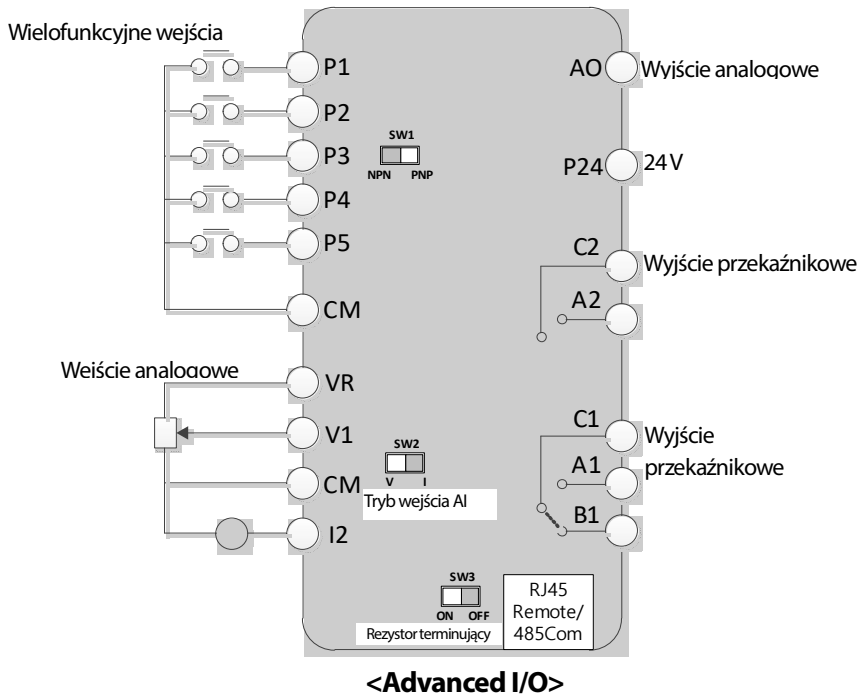 Wielofunkcyjne wejścia
P1
P2
P3
P4
P5
CM
SW1
NPN PNP
AO Wyjście analogowe
P24 24 V
C2 Wyjście przekaźnikowe
A2
Wejście analogowe
VR
V1
CM
I2
SW2
V I
Tryb wejścia AI
C1 Wyjście
przekaźnikowe
A1
B1
SW3
ON OFF
Rezystor terminujący
RJ45
Remote/
485Com
<Advanced I/O>